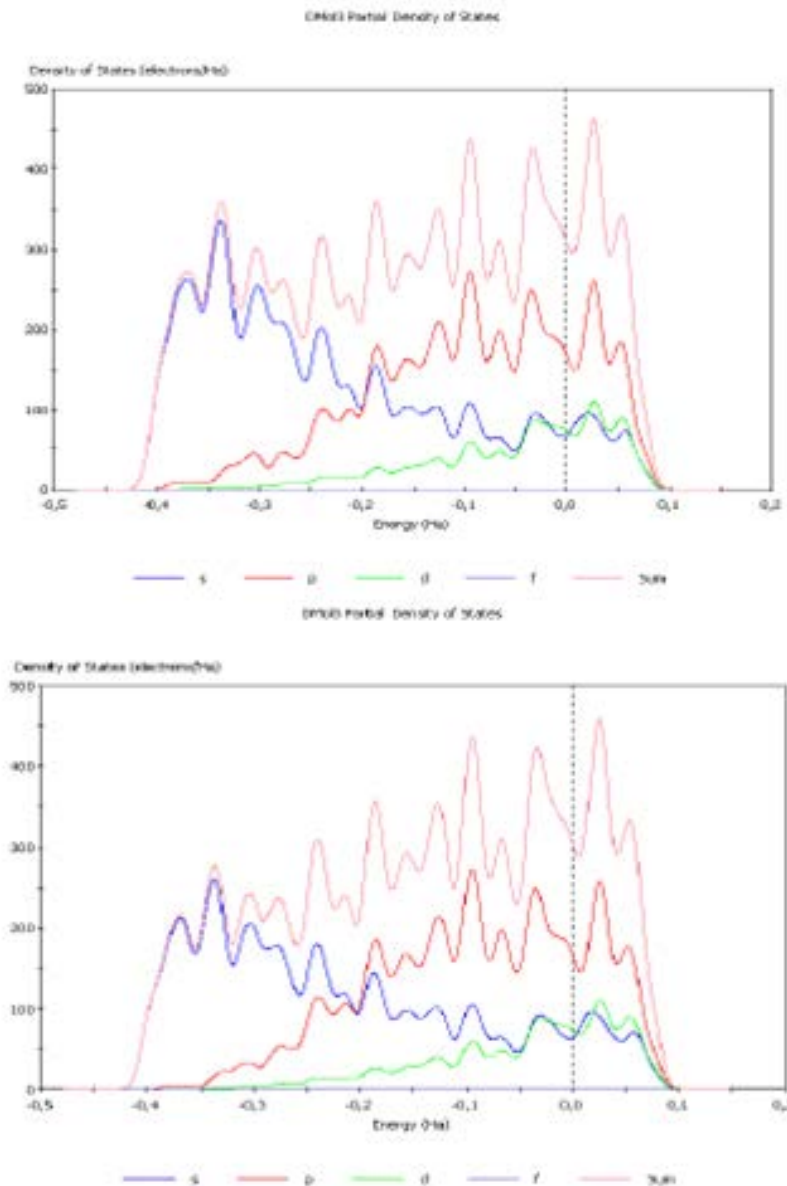 DMol3 Partial Density of States
Density of States (electrons/Ha)
500
400
300
200
100
0
-0,5 -0,4 -0,3 -0,2 -0,1 0,0 0,1 0,2
Energy (Ha)
s p d f Sum
DMol3 Partial Density of States
Density of States (electrons/Ha)
500
400
300
200
100
0
-0,5 -0,4 -0,3 -0,2 -0,1 0,0 0,1
Energy (Ha)
s p d f Sum